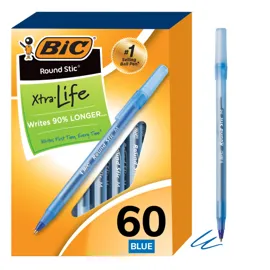 BIC
Round Stic®
#1
Selling Ball Pen!*
Xtra-Life
Writes 90% LONGER...
Writes First Time, Every Time!*
60
BLUE